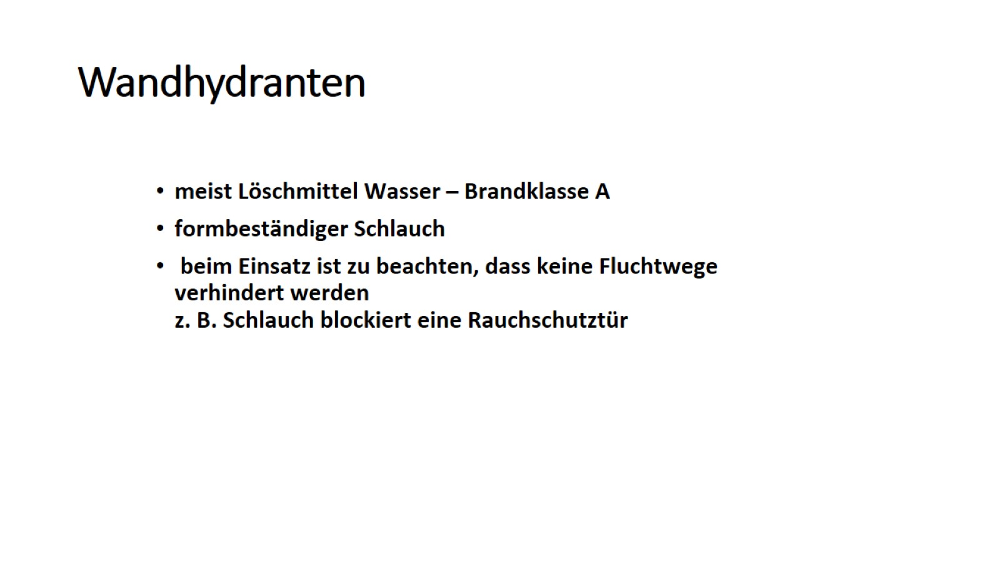 Wandhydranten
• meist Löschmittel Wasser – Brandklasse A
• formbeständiger Schlauch
• beim Einsatz ist zu beachten, dass keine Fluchtwege
verhindert werden
z. B. Schlauch blockiert eine Rauchschutztür